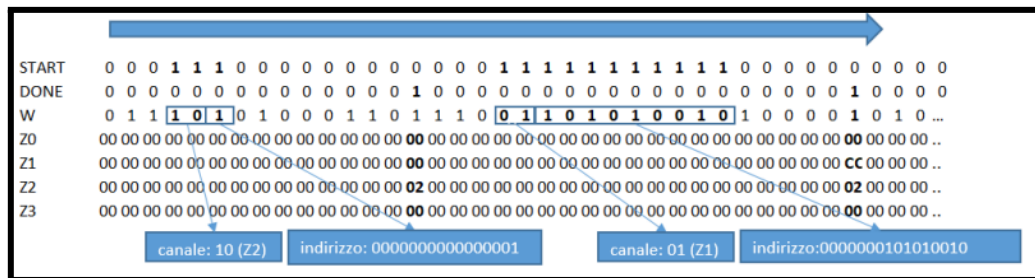 START 0 0 0 1 1 1 0 0 0 0 0 0 0 0 0 0 0 0 1 1 1 1 1 1 1 1 1 1 1 0 0 0 0 0 0 0 0 0 0
DONE 0 0 0 0 0 0 0 0 0 0 0 0 0 0 1 0 0 0 0 0 0 0 0 0 0 0 0 0 0 0 0 0 0 0 1 0 0 0 0
W 0 1 1 1 0 1 0 1 0 0 0 1 1 0 1 1 1 0 0 1 1 0 1 0 1 0 0 1 0 1 0 0 0 0 1 0 1 0 ...
Z0 00 00 00 00 00 00 00 00 00 00 00 00 00 00 00 00 00 00 00 00 00 00 00 00 00 00 00 00 00 00 00 00 00 00 00 00 00 00 ..
Z1 00 00 00 00 00 00 00 00 00 00 00 00 00 00 00 00 00 00 00 00 00 00 00 00 00 00 00 00 00 00 00 00 00 00 CC 00 00 00 ..
Z2 00 00 00 00 00 00 00 00 00 00 00 00 00 00 02 00 00 00 00 00 00 00 00 00 00 00 00 00 00 00 00 00 00 00 02 00 00 00 ..
Z3 00 00 00 00 00 00 00 00 00 00 00 00 00 00 00 00 00 00 00 00 00 00 00 00 00 00 00 00 00 00 00 00 00 00 00 00 00 00 ..
canale: 10 (Z2) indirizzo: 0000000000000001 canale: 01 (Z1) indirizzo:0000000101010010